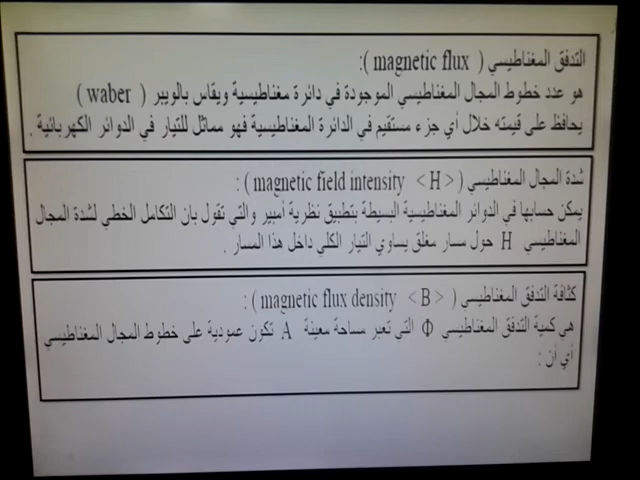 التدفق المغناطيسي ( magnetic flux ):
هو عدد خطوط المجال المغناطيسي الموجودة في دائرة مغناطيسية ويقاس بالويبر ( waber )
يحافظ على قيمته خلال أي جزء مستقيم في الدائرة المغناطيسية فهو مماثل للتيار في الدوائر الكهربائية .
شدة المجال المغناطيسي ( magnetic field intensity <H> ) :
يمكن حسابها في الدوائر المغناطيسية البسيطة بتطبيق نظرية أمبير والتي تقول بان التكامل الخطي لشدة المجال
المغناطيسي H حول مسار مغلق يساوي التيار الكلي داخل هذا المسار .
كثافة التدفق المغناطيسي ( magnetic flux density <B> ) :
هي كمية التدفق المغناطيسي Φ التي تعبر مساحة معينة A تكون عمودية على خطوط المجال المغناطيسي
أي أن :